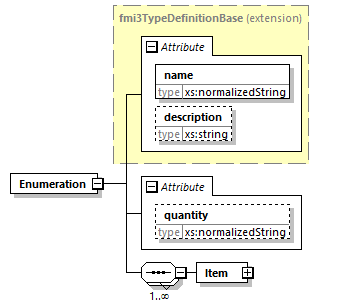 fmi3TypeDefinitionBase (extension)
Attribute
name
type xs:normalizedString
description
type xs:string
Enumeration
Attribute
quantity
type xs:normalizedString
Item
1..∞